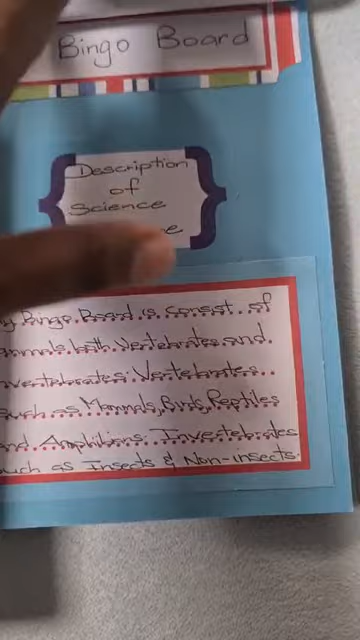 Bingo Board
Description
of
Science
Bingo Board is consist of
both Vertebrates and
Invertebrates. Vertebrates..
such as Mammals, Birds, Reptiles
and Amphibians. Invertebrates
such as Insects & Non-insects.